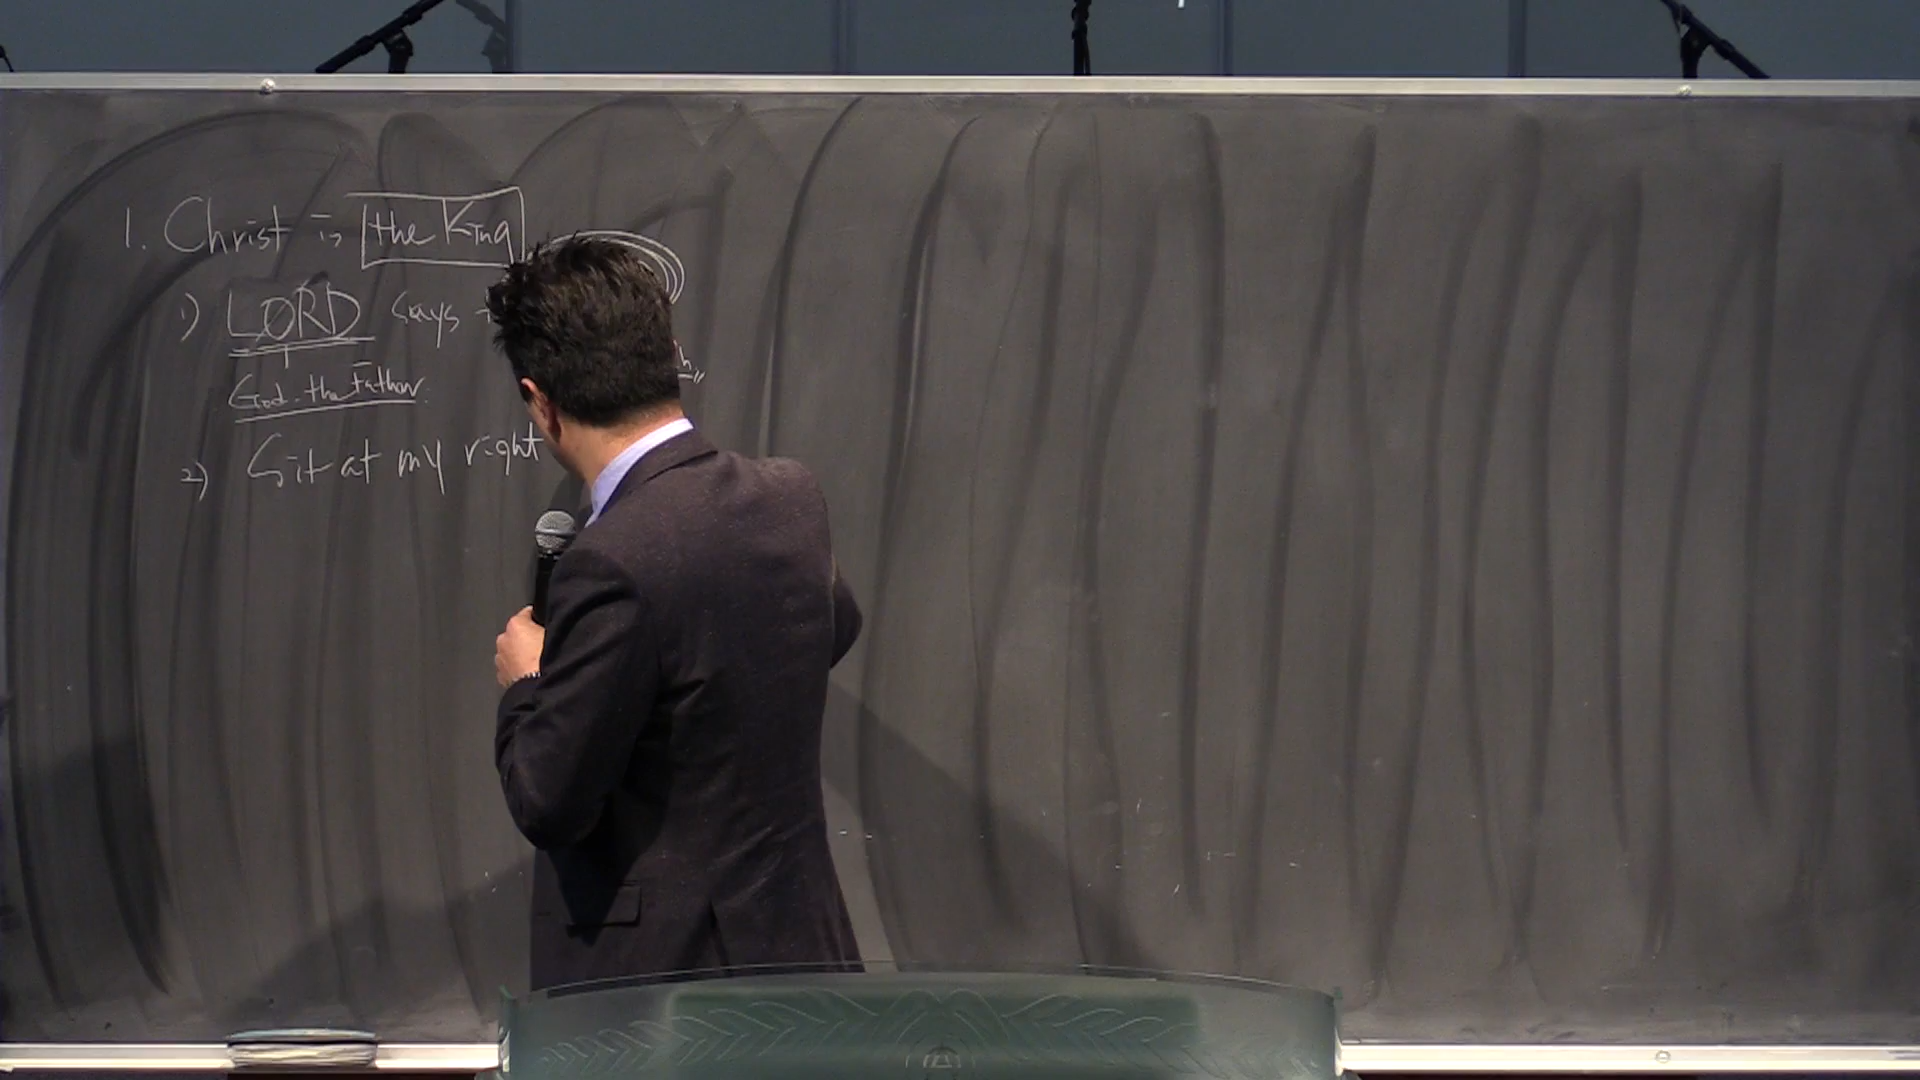 1. Christ is the King
1) LORD says
God. the Father.
2) Sit at my right